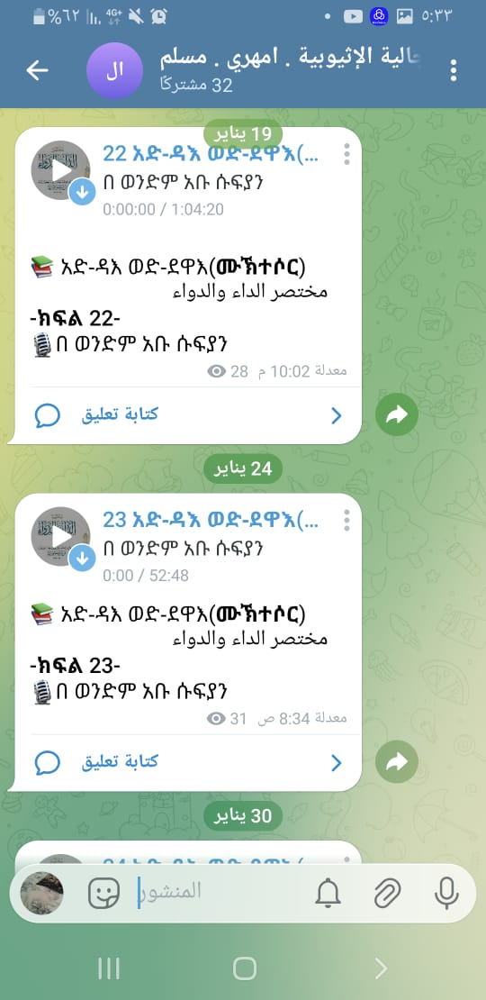 %٦٢ 4G+ ٥:٣٣
جالية الإثيوبية . امهري . مسلم
ال
32 مشتركًا
19 يناير
22 አድ-ዳእ ወድ-ደዋእ(...
በ ወንድም አቡ ሱፍያን
0:00:00 / 1:04:20
📚 አድ-ዳእ ወድ-ደዋእ(ሙኽተሶር)
مختصر الداء والدواء
-ክፍል 22-
🎙በ ወንድም አቡ ሱፍያን
28 معدلة 10:02 م
كتابة تعليق
24 يناير
23 አድ-ዳእ ወድ-ደዋእ(...
በ ወንድም አቡ ሱፍያን
0:00 / 52:48
📚 አድ-ዳእ ወድ-ደዋእ(ሙኽተሶር)
مختصر الداء والدواء
-ክፍል 23-
🎙በ ወንድም አቡ ሱፍያን
31 معدلة 8:34 ص
كتابة تعليق
30 يناير
المنشور